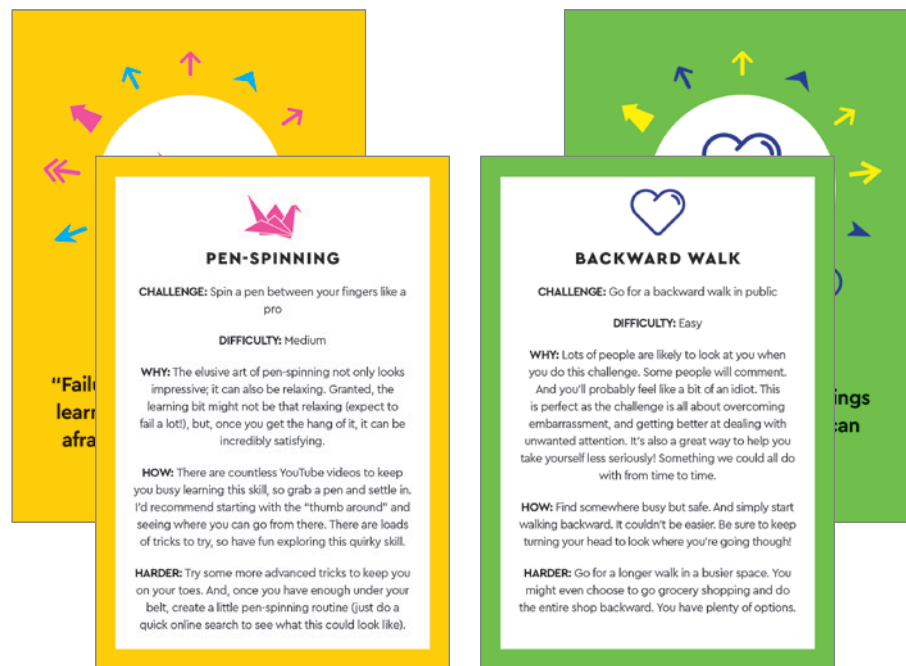 PEN-SPINNING
CHALLENGE: Spin a pen between your fingers like a
pro
DIFFICULTY: Medium
WHY: The elusive art of pen-spinning not only looks
impressive; it can also be relaxing. Granted, the
learning bit might not be that relaxing (expect to
fail a lot!), but, once you get the hang of it, it can be
incredibly satisfying.
HOW: There are countless YouTube videos to keep
you busy learning this skill, so grab a pen and settle in.
I'd recommend starting with the “thumb around” and
seeing where you can go from there. There are loads
of tricks to try, so have fun exploring this quirky skill.
HARDER: Try some more advanced tricks to keep you
on your toes. And, once you have enough under your
belt, create a little pen-spinning routine (just do a
quick online search to see what this could look like).
BACKWARD WALK
CHALLENGE: Go for a backward walk in public
DIFFICULTY: Easy
WHY: Lots of people are likely to look at you when
you do this challenge. Some people will comment.
And you'll probably feel like a bit of an idiot. This
is perfect as the challenge is all about overcoming
embarrassment, and getting better at dealing with
unwanted attention. It's also a great way to help you
take yourself less seriously! Something we could all do
with from time to time.
HOW: Find somewhere busy but safe. And simply start
walking backward. It couldn't be easier. Be sure to keep
turning your head to look where you're going though!
HARDER: Go for a longer walk in a busier space. You
might even choose to go grocery shopping and do
the entire shop backward. You have plenty of options.
can